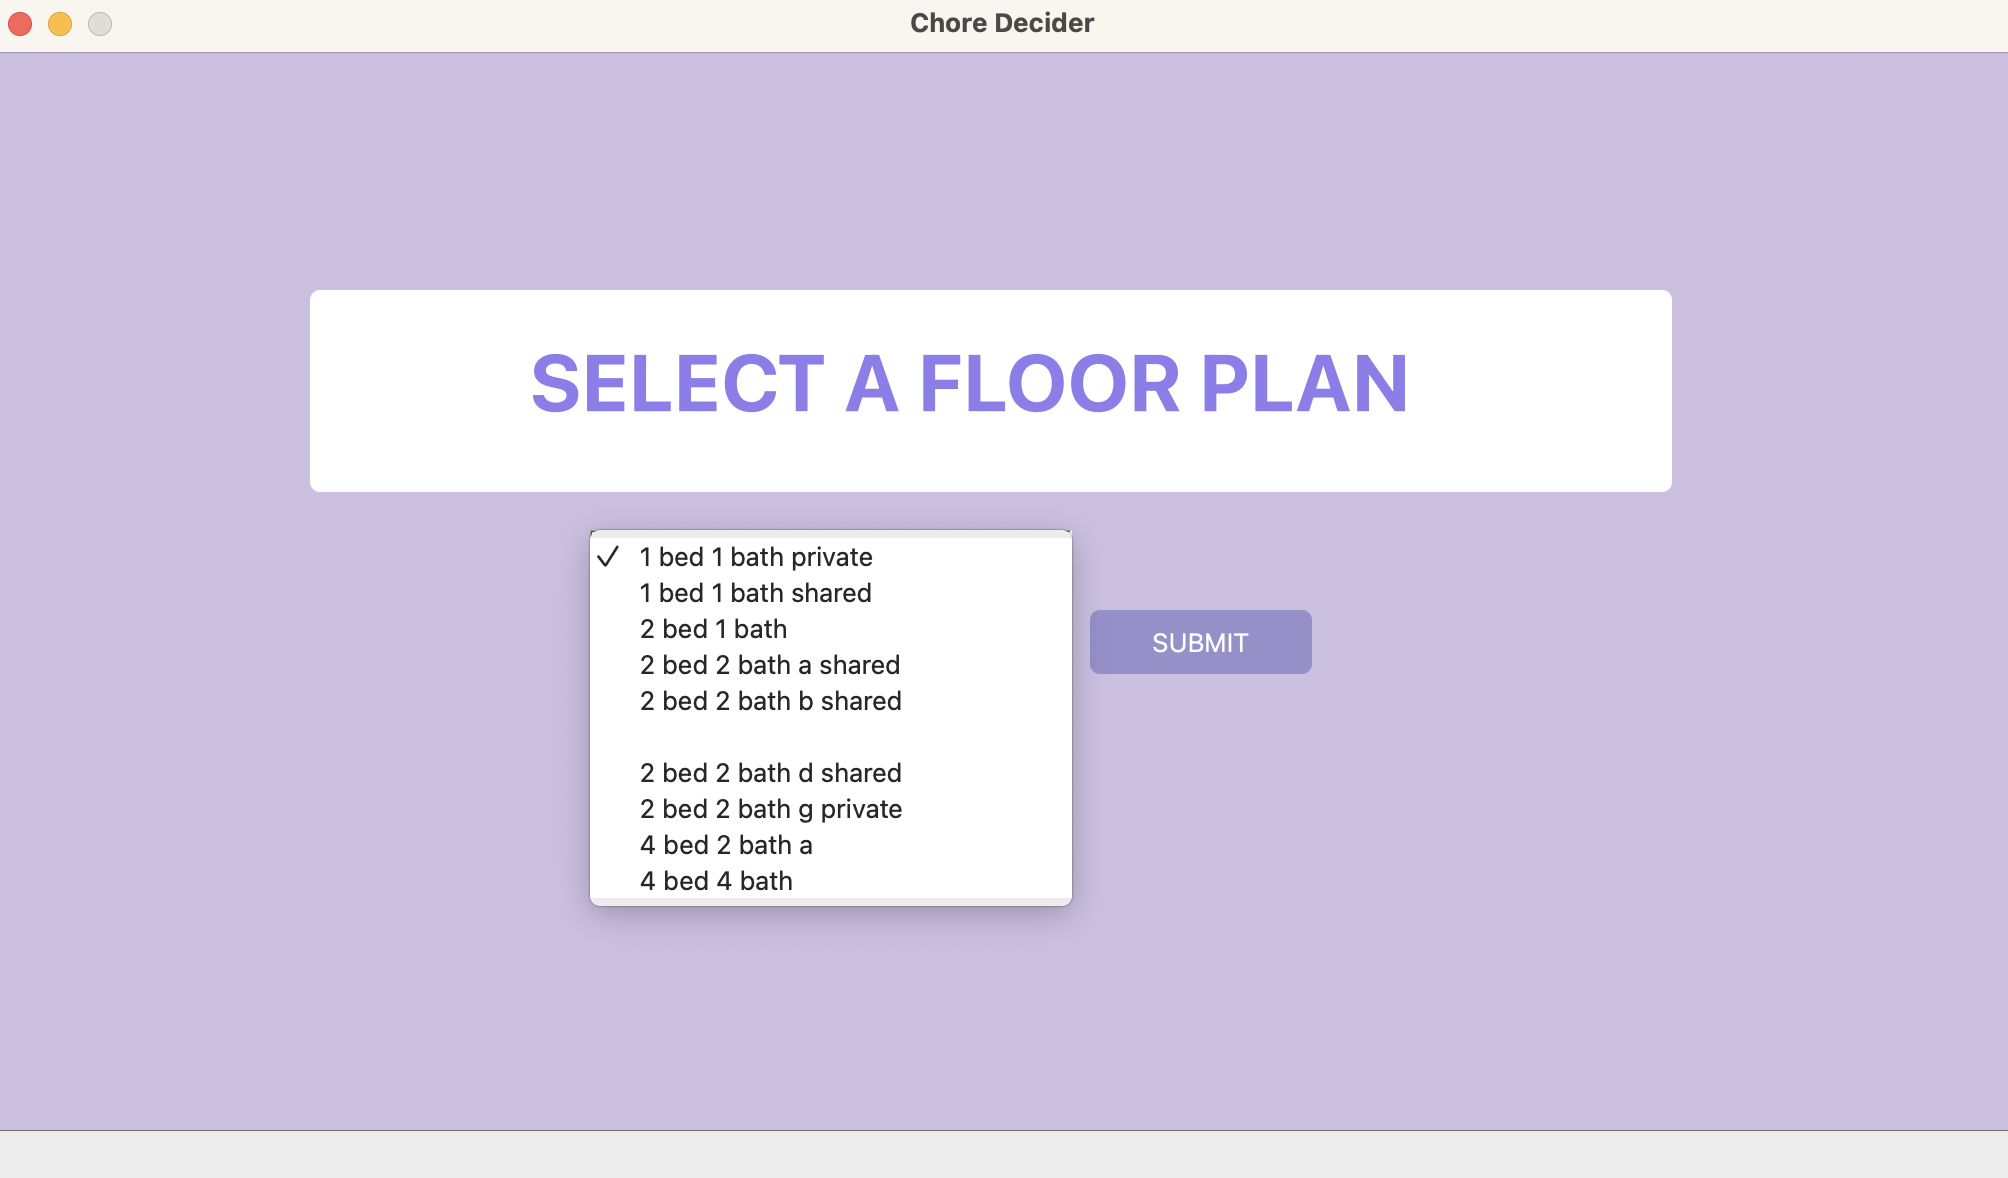 Chore Decider
SELECT A FLOOR PLAN
1 bed 1 bath private
1 bed 1 bath shared
2 bed 1 bath
2 bed 2 bath a shared
2 bed 2 bath b shared
2 bed 2 bath d shared
2 bed 2 bath g private
4 bed 2 bath a
4 bed 4 bath
SUBMIT